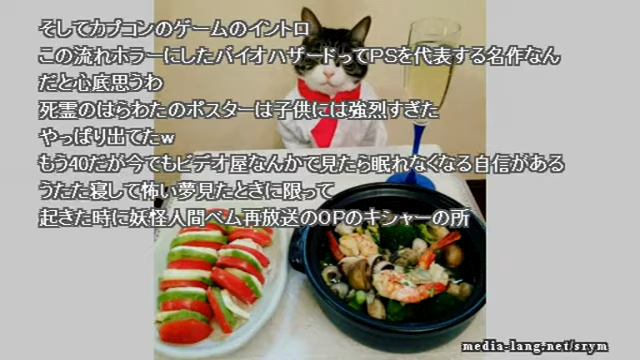 そしてカプコンのゲームのイントロ
この流れホラーにしたバイオハザードってPSを代表する名作なん
だと心底思うわ
死霊のはらわたのポスターは子供には強烈すぎた
やっぱり出てたw
もう40だが今でもビデオ屋なんかで見たら眠れなくなる自信がある
うたた寝して怖い夢見たときに限って
起きた時に妖怪人間ベム再放送のOPのキシャーの所
media-lang.net/srym